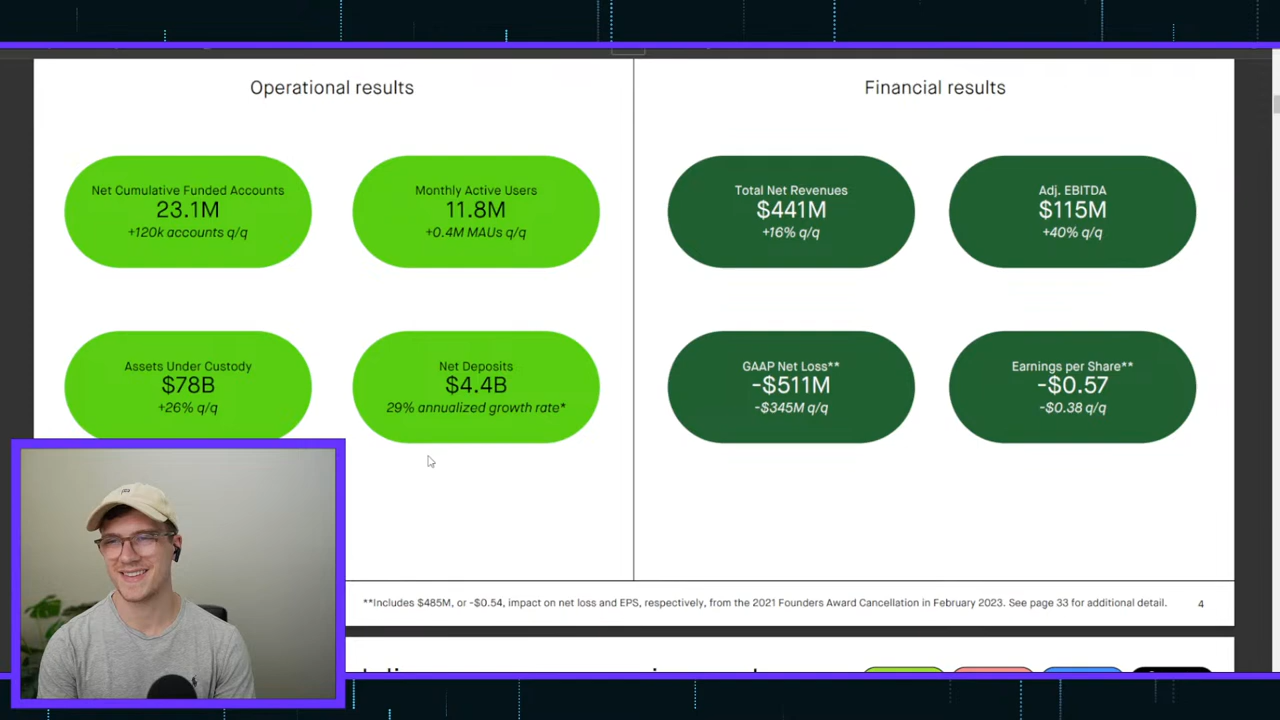 Operational results
Financial results
Net Cumulative Funded Accounts
23.1M
+120k accounts q/q
Monthly Active Users
11.8M
+0.4M MAUs q/q
Total Net Revenues
$441M
+16% q/q
Adj. EBITDA
$115M
+40% q/q
Assets Under Custody
$78B
+26% q/q
Net Deposits
$4.4B
29% annualized growth rate*
GAAP Net Loss**
-$511M
-$345M q/q
Earnings per Share**
-$0.57
-$0.38 q/q
**Includes $485M, or -$0.54, impact on net loss and EPS, respectively, from the 2021 Founders Award Cancellation in February 2023. See page 33 for additional detail.
4